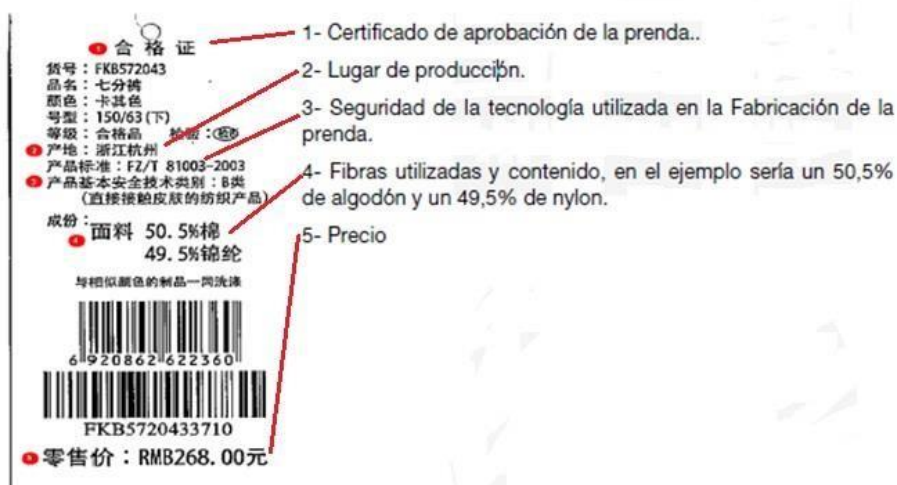 1 合格证
货号：FKB572043
品名：七分裤
颜色：卡其色
号型：150/63(下)
等级：合格品 检验：
2 产地：浙江杭州
产品标准：FZ/T 81003-2003
3 产品基本安全技术类别：B类
(直接接触皮肤的纺织产品)
成份：
4 面料 50.5%棉
49.5%锦纶
与相似颜色的制品一同洗涤
6 920862 622360
FKB5720433710
5 零售价：RMB268.00元
1- Certificado de aprobación de la prenda..
2- Lugar de producción.
3- Seguridad de la tecnología utilizada en la Fabricación de la
prenda.
4- Fibras utilizadas y contenido, en el ejemplo sería un 50,5%
de algodón y un 49,5% de nylon.
5- Precio